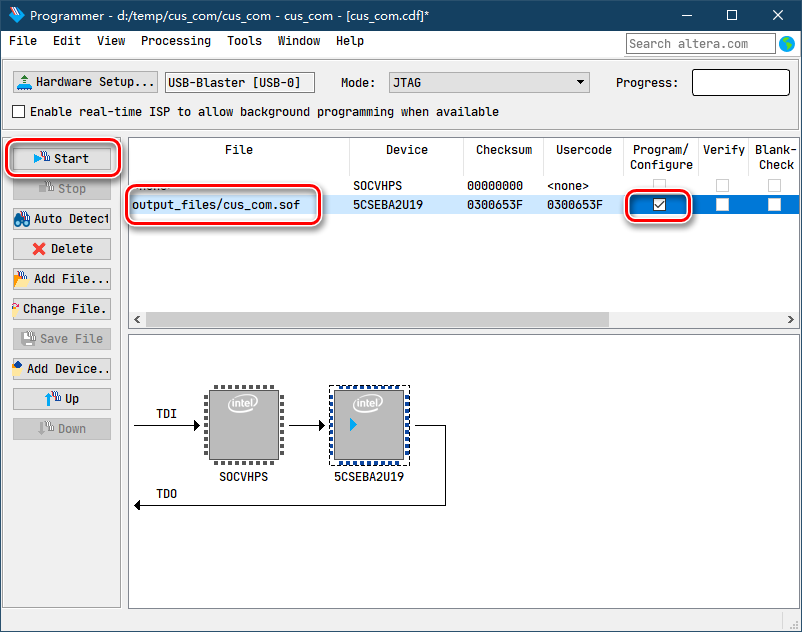 Programmer - d:/temp/cus_com/cus_com - cus_com - [cus_com.cdf]*
File Edit View Processing Tools Window Help
Search altera.com
Hardware Setup... USB-Blaster [USB-0] Mode: JTAG Progress:
Enable real-time ISP to allow background programming when available
Start
Stop
Auto Detect
Delete
Add File...
Change File.
Save File
Add Device..
Up
Down
File Device Checksum Usercode Program/ Verify Blank-
Configure Check
<none> SOCVHPS 00000000 <none>
output_files/cus_com.sof 5CSEBA2U19 0300653F 0300653F
TDI
intel
intel
SOCVHPS
5CSEBA2U19
TDO